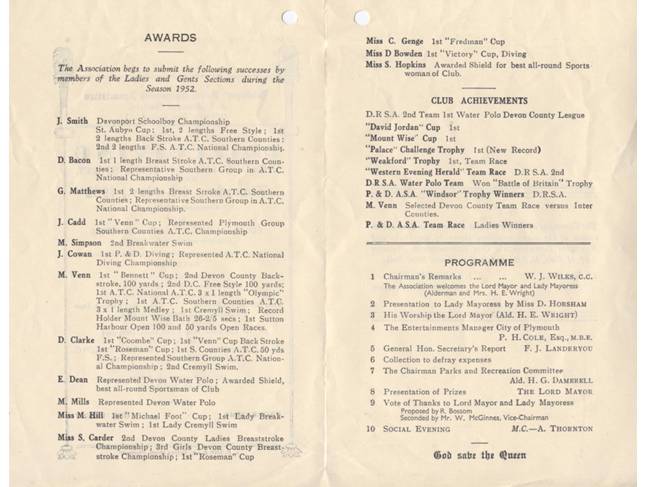 AWARDS
The Association begs to submit the following successes by
members of the Ladies and Gents Sections during the
Season 1952.
J. Smith Devonport Schoolboy Championship
St. Aubyn Cup; 1st, 2 lengths Free Style; 1st
2 lengths Back Stroke A.T.C. Southern Counties:
2nd 2 lengths F.S. A.T.C. National Championship.
D. Bacon 1st 1 length Breast Stroke A.T.C. Southern Coun-
ties; Representative Southern Group in A.T.C.
National Championship
G. Matthews 1st 2 lengths Breast Stroke A.T.C. Southern
Counties; Representative Southern Group in A.T.C.
National Championship.
J. Cadd 1st "Venn" Cup; Represented Plymouth Group
Southern Counties A.T.C. Championship
M. Simpson 2nd Breakwater Swim
J. Cowan 1st P. & D. Diving; Represented A.T.C. National
Diving Championship
M. Venn 1st "Bennett" Cup; 2nd Devon County Back-
stroke, 100 yards; 2nd D.C. Free Style 100 yards;
1st A.T.C. National A.T.C. 3 x 1 length "Olympic"
Trophy; 1st A.T.C. Southern Counties A.T.C.
3 x 1 length Medley; 1st Cremyll Swim; Record
Holder Mount Wise Bath 26-2/5 secs; 1st Sutton
Harbour Open 100 and 50 yards Open Races.
D. Clarke 1st "Coombe" Cup; 1st "Venn" Cup Back Stroke
1st "Roseman" Cup; 1st S. Counties A.T.C. 50 yds
F.S.; Represented Southern Group A.T.C. Nation-
al Championship; 2nd Cremyll Swim.
E. Dean Represented Devon Water Polo; Awarded Shield,
best all-round Sportsman of Club
M. Mills Represented Devon Water Polo
Miss M. Hill 1st "Michael Foot" Cup; 1st Lady Break-
water Swim; 1st Lady Cremyll Swim
Miss S. Carder 2nd Devon County Ladies Breaststroke
Championship; 3rd Girls Devon County Breast-
stroke Championship; 1st "Roseman" Cup
Miss C. Genge 1st "Fredman" Cup
Miss D Bowden 1st "Victory" Cup, Diving
Miss S. Hopkins Awarded Shield for best all-round Sports
woman of Club.
CLUB ACHIEVEMENTS
D.R S.A. 2nd Team 1st Water Polo Devon County League
"David Jordan" Cup 1st
"Mount Wise" Cup 1st
"Palace" Challenge Trophy 1st (New Record)
"Weakford" Trophy 1st, Team Race
"Western Evening Herald" Team Race D.R S.A. 2nd
D.R.S.A. Water Polo Team Won "Battle of Britain" Trophy
P. & D. A.S.A. "Windsor" Trophy Winners D.R.S.A.
M. Venn Selected Devon County Team Race versus Inter
Counties.
P. & D. A.S.A. Team Race Ladies Winners
PROGRAMME
1 Chairman's Remarks ... ... W. J. WILKS, C.C.
The Association welcomes the Lord Mayor and Lady Mayoress
(Alderman and Mrs. H. E. Wright)
2 Presentation to Lady Mayoress by Miss D. HORSHAM
3 His Worship the Lord Mayor (Ald. H. E. WRIGHT)
4 The Entertainments Manager City of Plymouth
P. H. COLE, Esq., M.B.E.
5 General Hon. Secretary's Report F. J. LANDERYOU
6 Collection to defray expenses
7 The Chairman Parks and Recreation Committee
Ald. H. G. DAMERELL
8 Presentation of Prizes THE LORD MAYOR
9 Vote of Thanks to Lord Mayor and Lady Mayoress
Proposed by R. Bossom
Seconded by Mr. W. McGinnes, Vice-Chairman
10 SOCIAL EVENING M.C.—A. THORNTON
God save the Queen